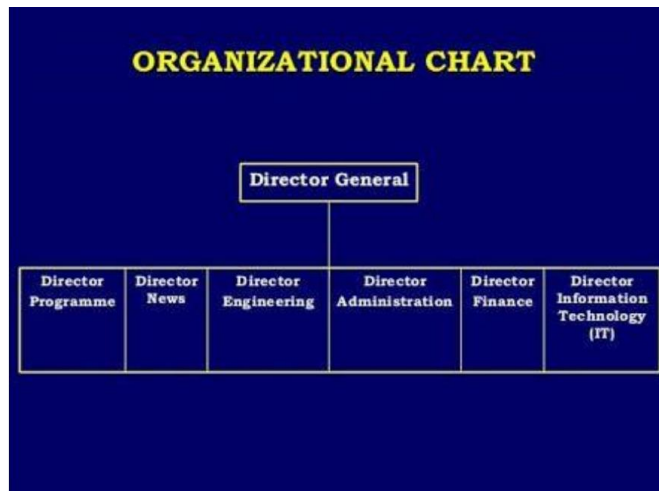 ORGANIZATIONAL CHART
Director General
Director
Programme
Director
News
Director
Engineering
Director
Administration
Director
Finance
Director
Information
Technology
(IT)